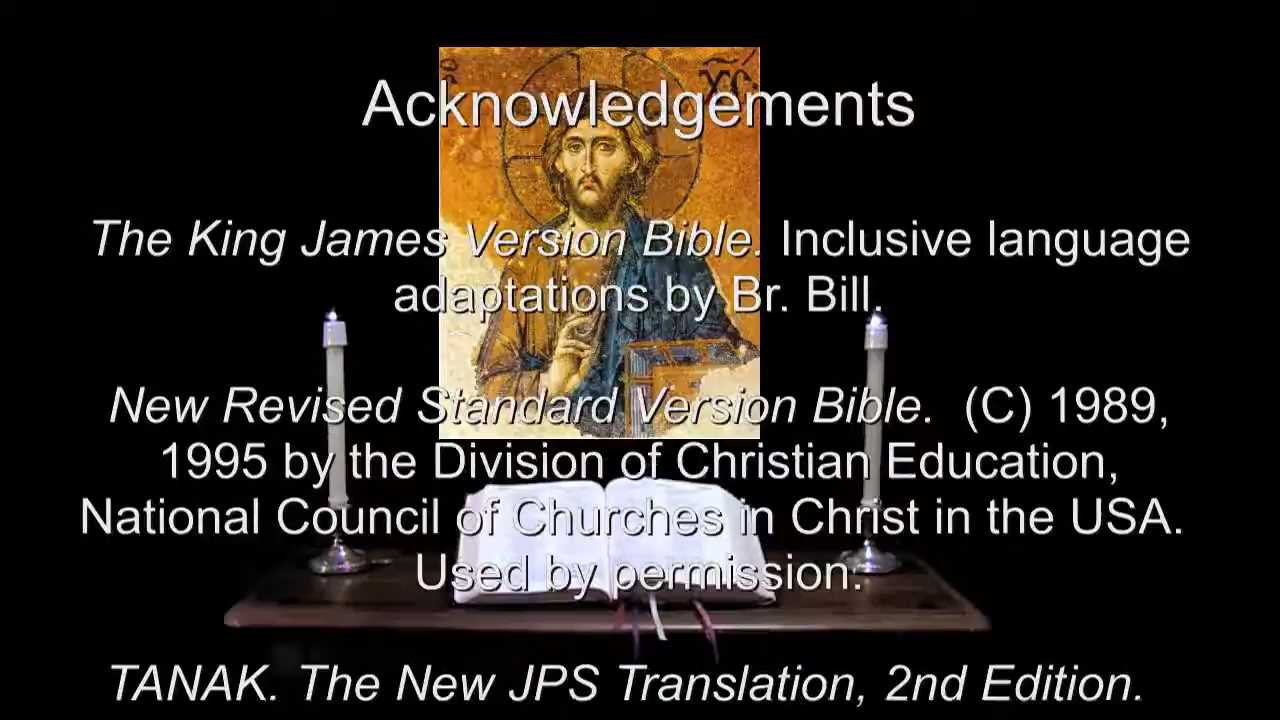 Acknowledgements
The King James Version Bible. Inclusive language
adaptations by Br. Bill.
New Revised Standard Version Bible. (C) 1989,
1995 by the Division of Christian Education,
National Council of Churches in Christ in the USA.
Used by permission.
TANAK. The New JPS Translation, 2nd Edition.